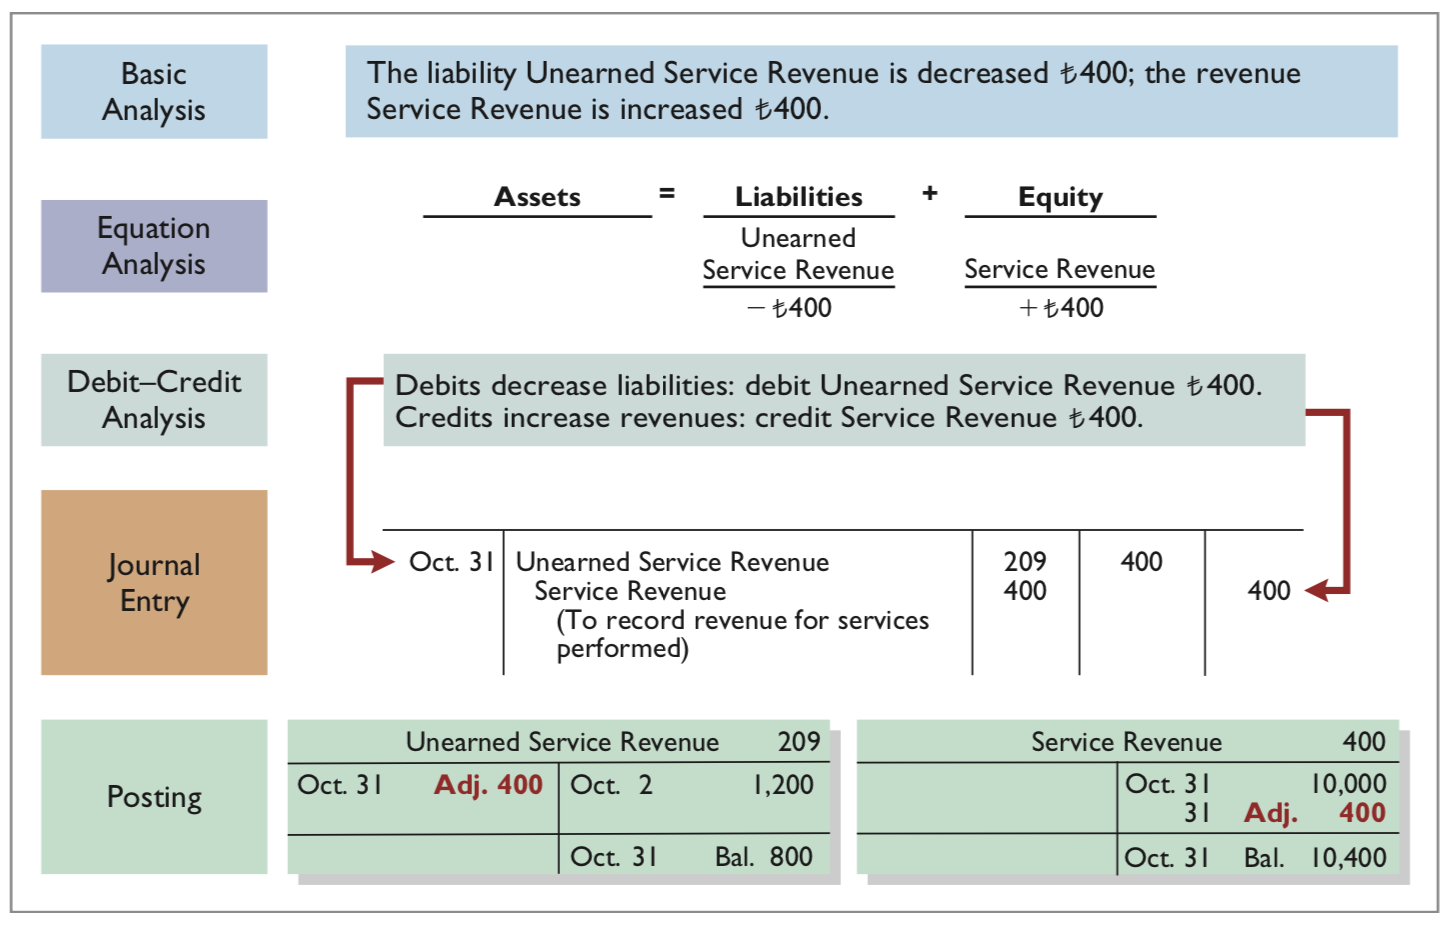 Basic
Analysis
The liability Unearned Service Revenue is decreased ₺400; the revenue
Service Revenue is increased ₺400.
Equation
Analysis
Assets = Liabilities + Equity
Unearned
Service Revenue Service Revenue
− ₺400 +₺400
Debit–Credit
Analysis
Debits decrease liabilities: debit Unearned Service Revenue ₺400.
Credits increase revenues: credit Service Revenue ₺400.
Journal
Entry
Oct. 31 Unearned Service Revenue 209 400
Service Revenue 400 400
(To record revenue for services
performed)
Posting
Unearned Service Revenue 209
Oct. 31 Adj. 400 Oct. 2 1,200
Oct. 31 Bal. 800
Service Revenue 400
Oct. 31 10,000
31 Adj. 400
Oct. 31 Bal. 10,400